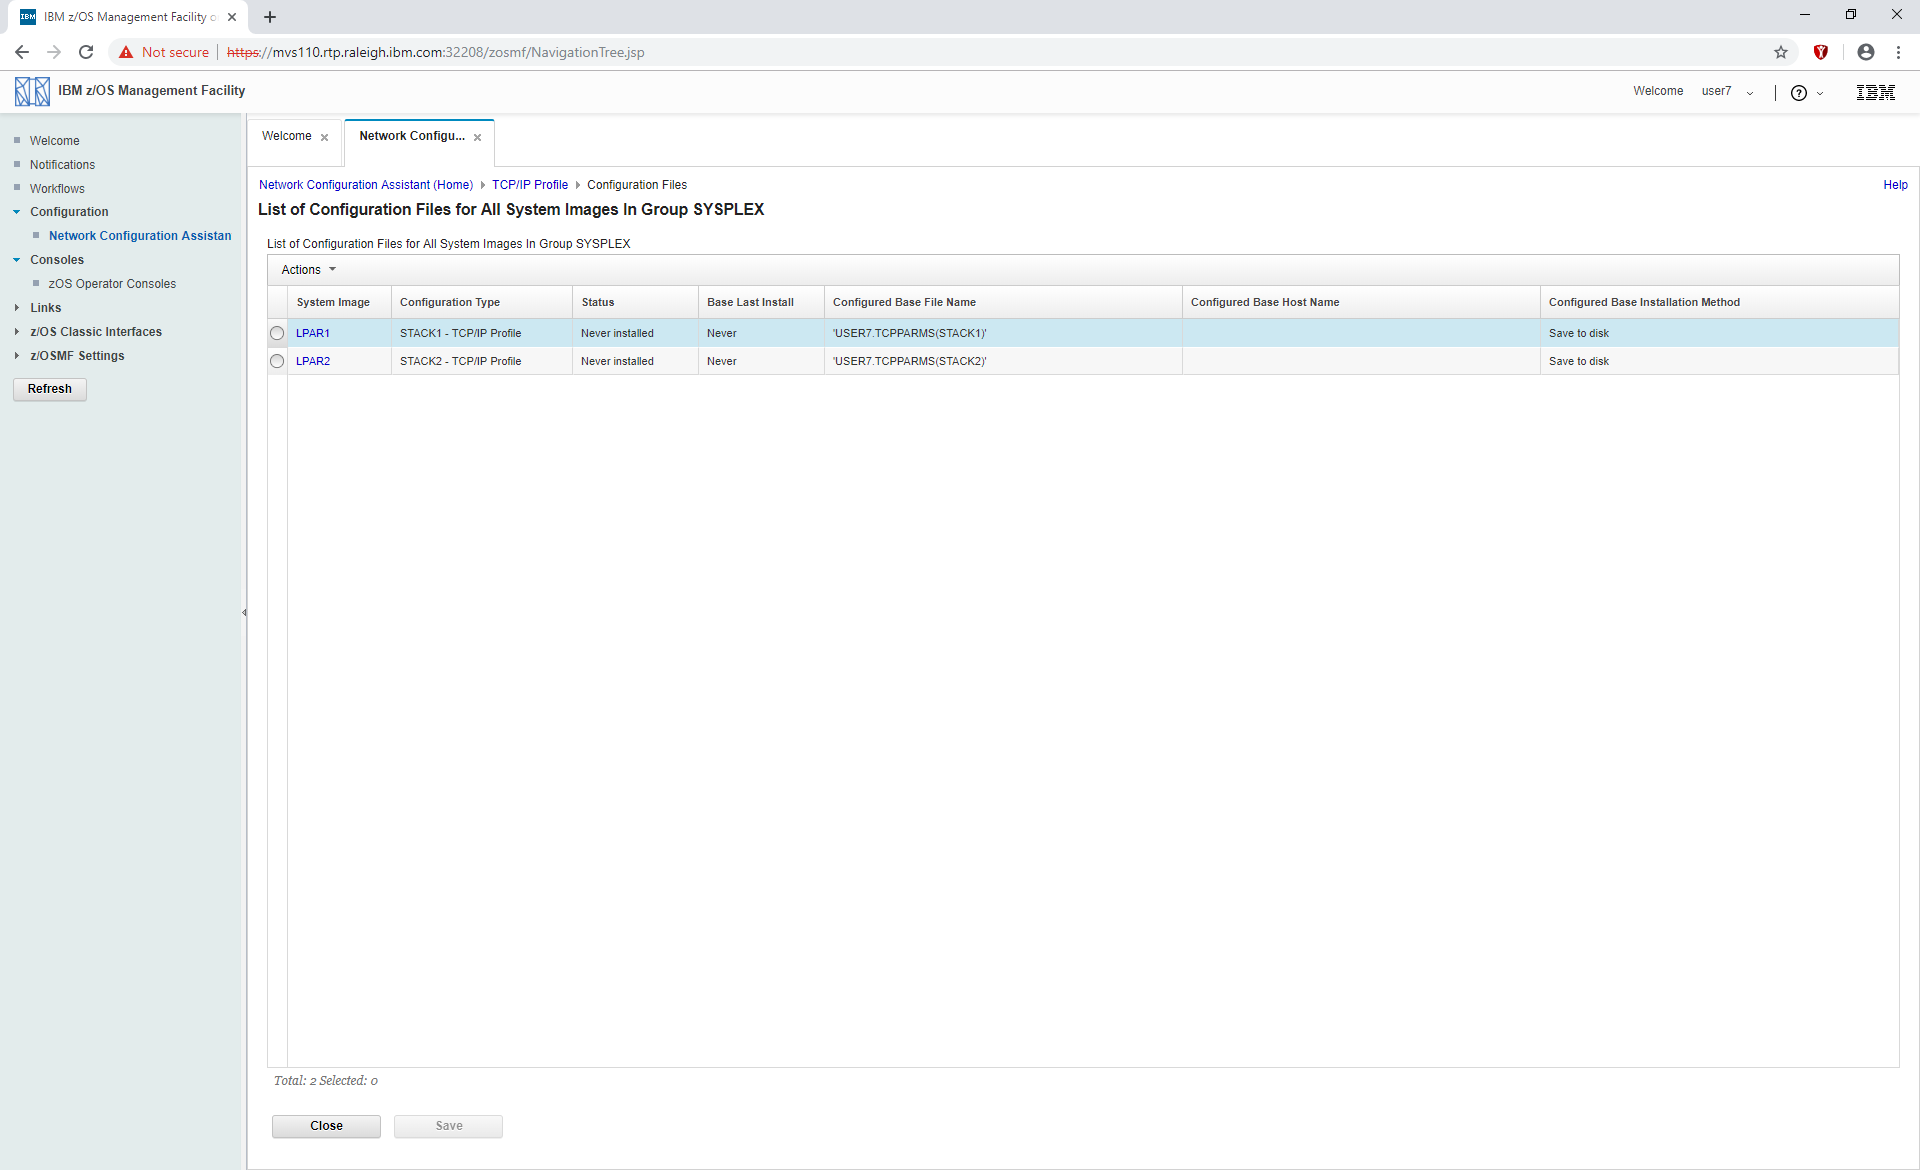 IBM z/OS Management Facility o
Not secure
https://mvs110.rtp.raleigh.ibm.com:32208/zosmf/NavigationTree.jsp
IBM z/OS Management Facility
Welcome user7
IBM
Welcome
Notifications
Workflows
Configuration
Network Configuration Assistan
Consoles
zOS Operator Consoles
Links
z/OS Classic Interfaces
z/OSMF Settings
Refresh
Welcome
Network Configu...
Network Configuration Assistant (Home) TCP/IP Profile Configuration Files
Help
List of Configuration Files for All System Images In Group SYSPLEX
List of Configuration Files for All System Images In Group SYSPLEX
Actions
System Image Configuration Type Status Base Last Install Configured Base File Name Configured Base Host Name Configured Base Installation Method
LPAR1 STACK1 - TCP/IP Profile Never installed Never 'USER7.TCPPARMS(STACK1)' Save to disk
LPAR2 STACK2 - TCP/IP Profile Never installed Never 'USER7.TCPPARMS(STACK2)' Save to disk
Total: 2 Selected: 0
Close Save